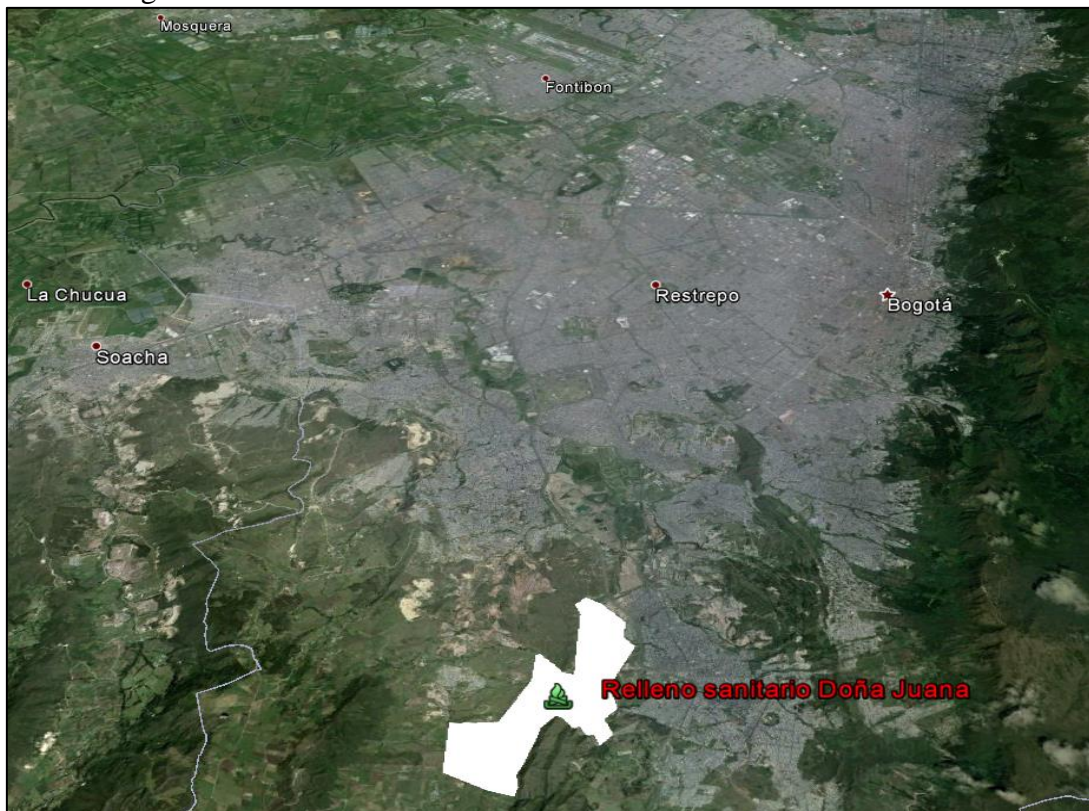 Mosquera
Fontibon
La Chucua
Restrepo
Bogotá
Soacha
Relleno sanitario Doña Juana